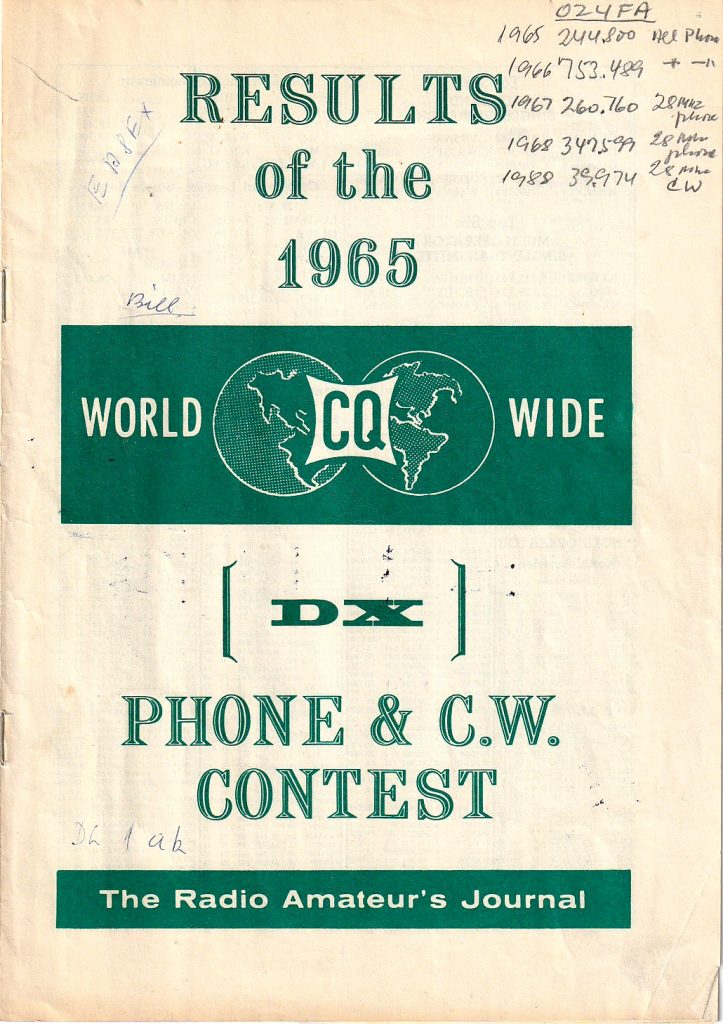 OZ4FA
1965 244.800 All Phone
1966 753.489 + -"
1967 260.760 28 MHz phone
1968 347.599 28 MHz phone
1988 39.974 28 MHz CW
RESULTS
of the
1965
Bill
WORLD CQ WIDE
[DX]
PHONE & C.W.
CONTEST
DL 1 ak
The Radio Amateur's Journal